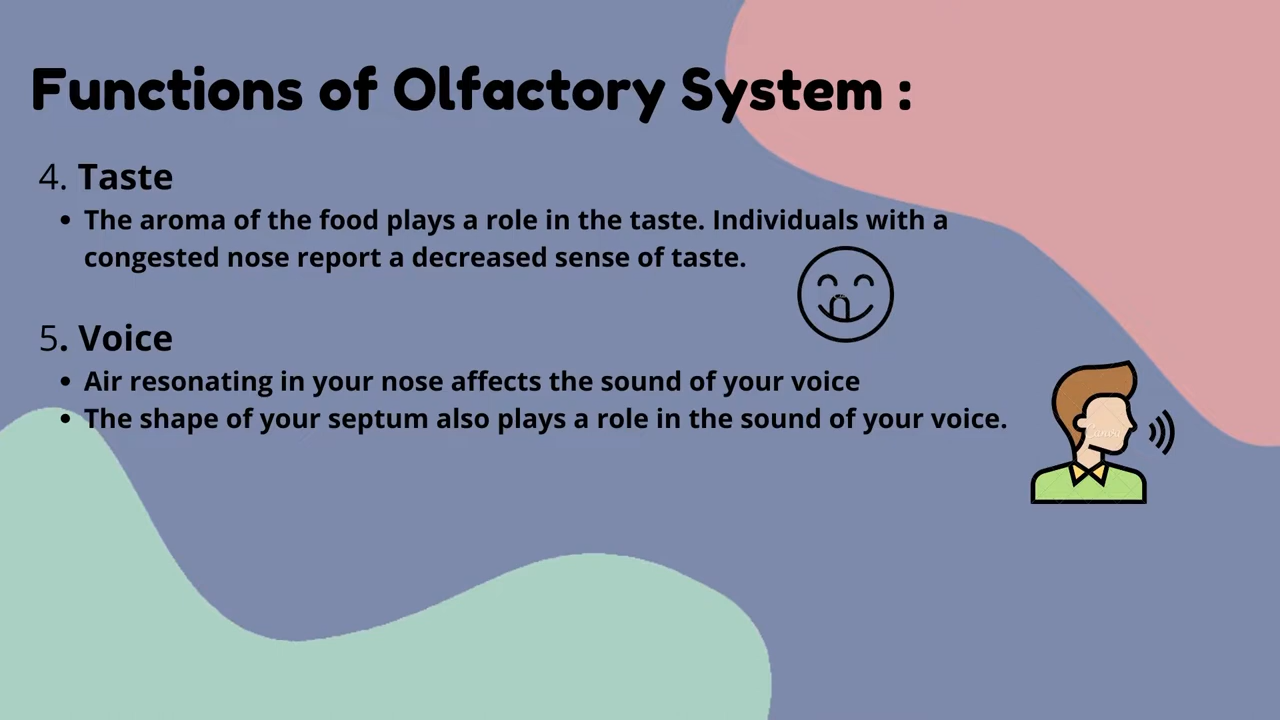 Functions of Olfactory System :
4. Taste
• The aroma of the food plays a role in the taste. Individuals with a
congested nose report a decreased sense of taste.
5. Voice
• Air resonating in your nose affects the sound of your voice
• The shape of your septum also plays a role in the sound of your voice.
Canva